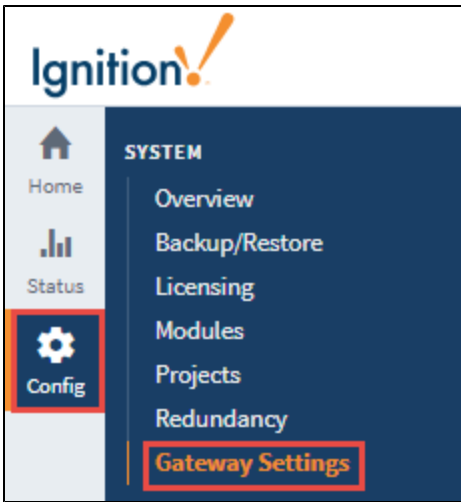 Ignition!
Home
Status
Config
SYSTEM
Overview
Backup/Restore
Licensing
Modules
Projects
Redundancy
Gateway Settings